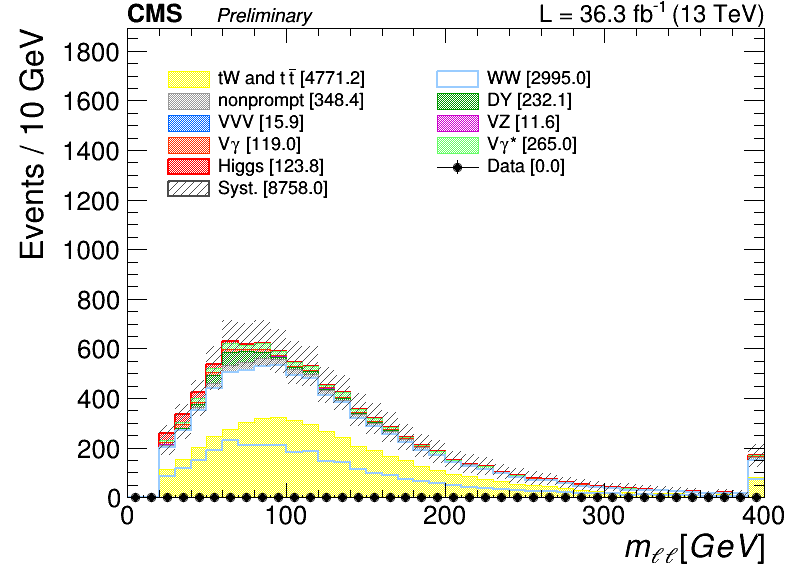 CMS Preliminary L = 36.3 fb⁻¹ (13 TeV)
Events / 10 GeV
1800
1600
1400
1200
1000
800
600
400
200
0
tW and tt̄ [4771.2]
WW [2995.0]
nonprompt [348.4]
DY [232.1]
VVV [15.9]
VZ [11.6]
Vγ [119.0]
Vγ* [265.0]
Higgs [123.8]
Data [0.0]
Syst. [8758.0]
0 100 200 300 400
m_ℓℓ[GeV]